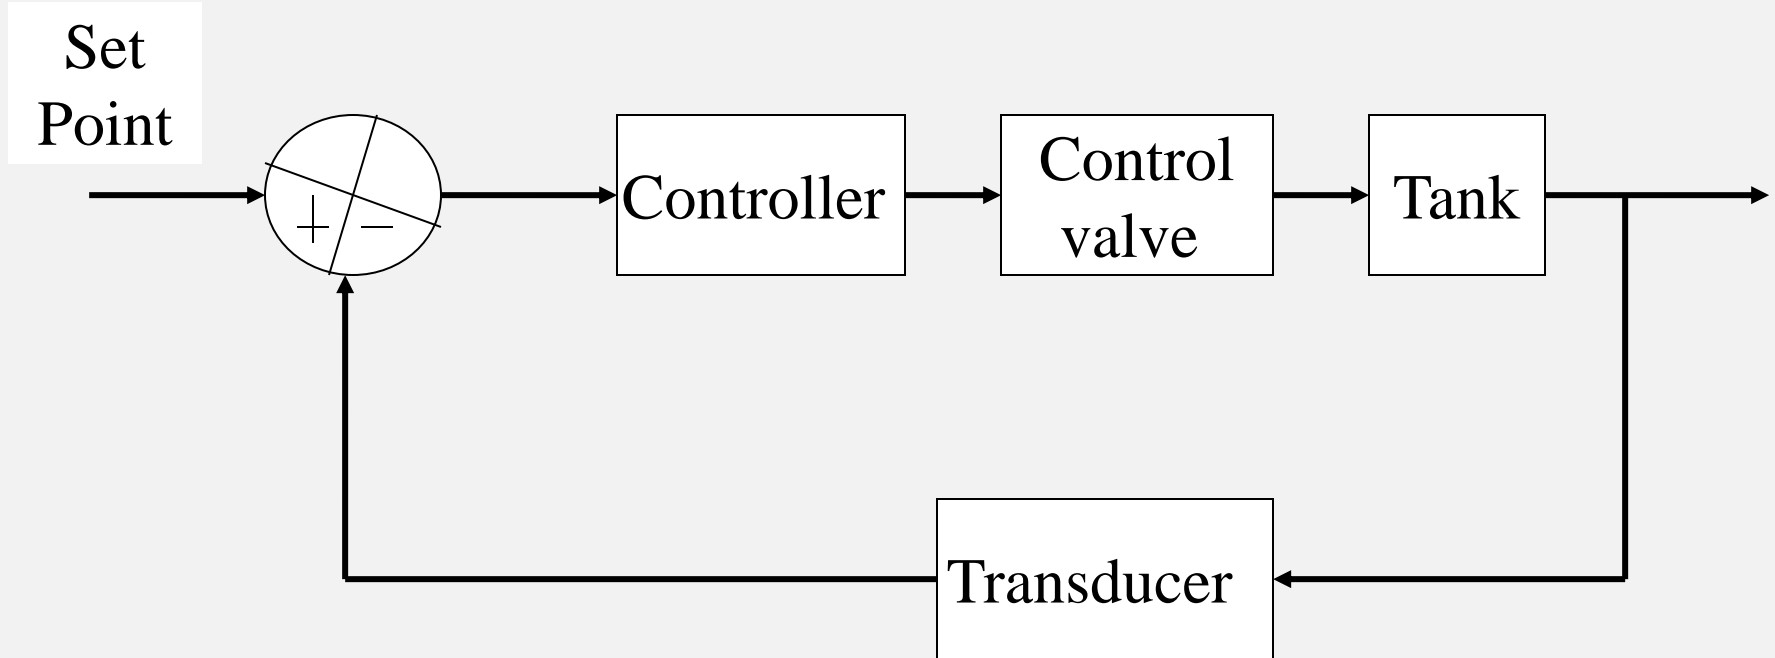 Set
Point
Controller
Control
valve
Tank
+ −
Transducer